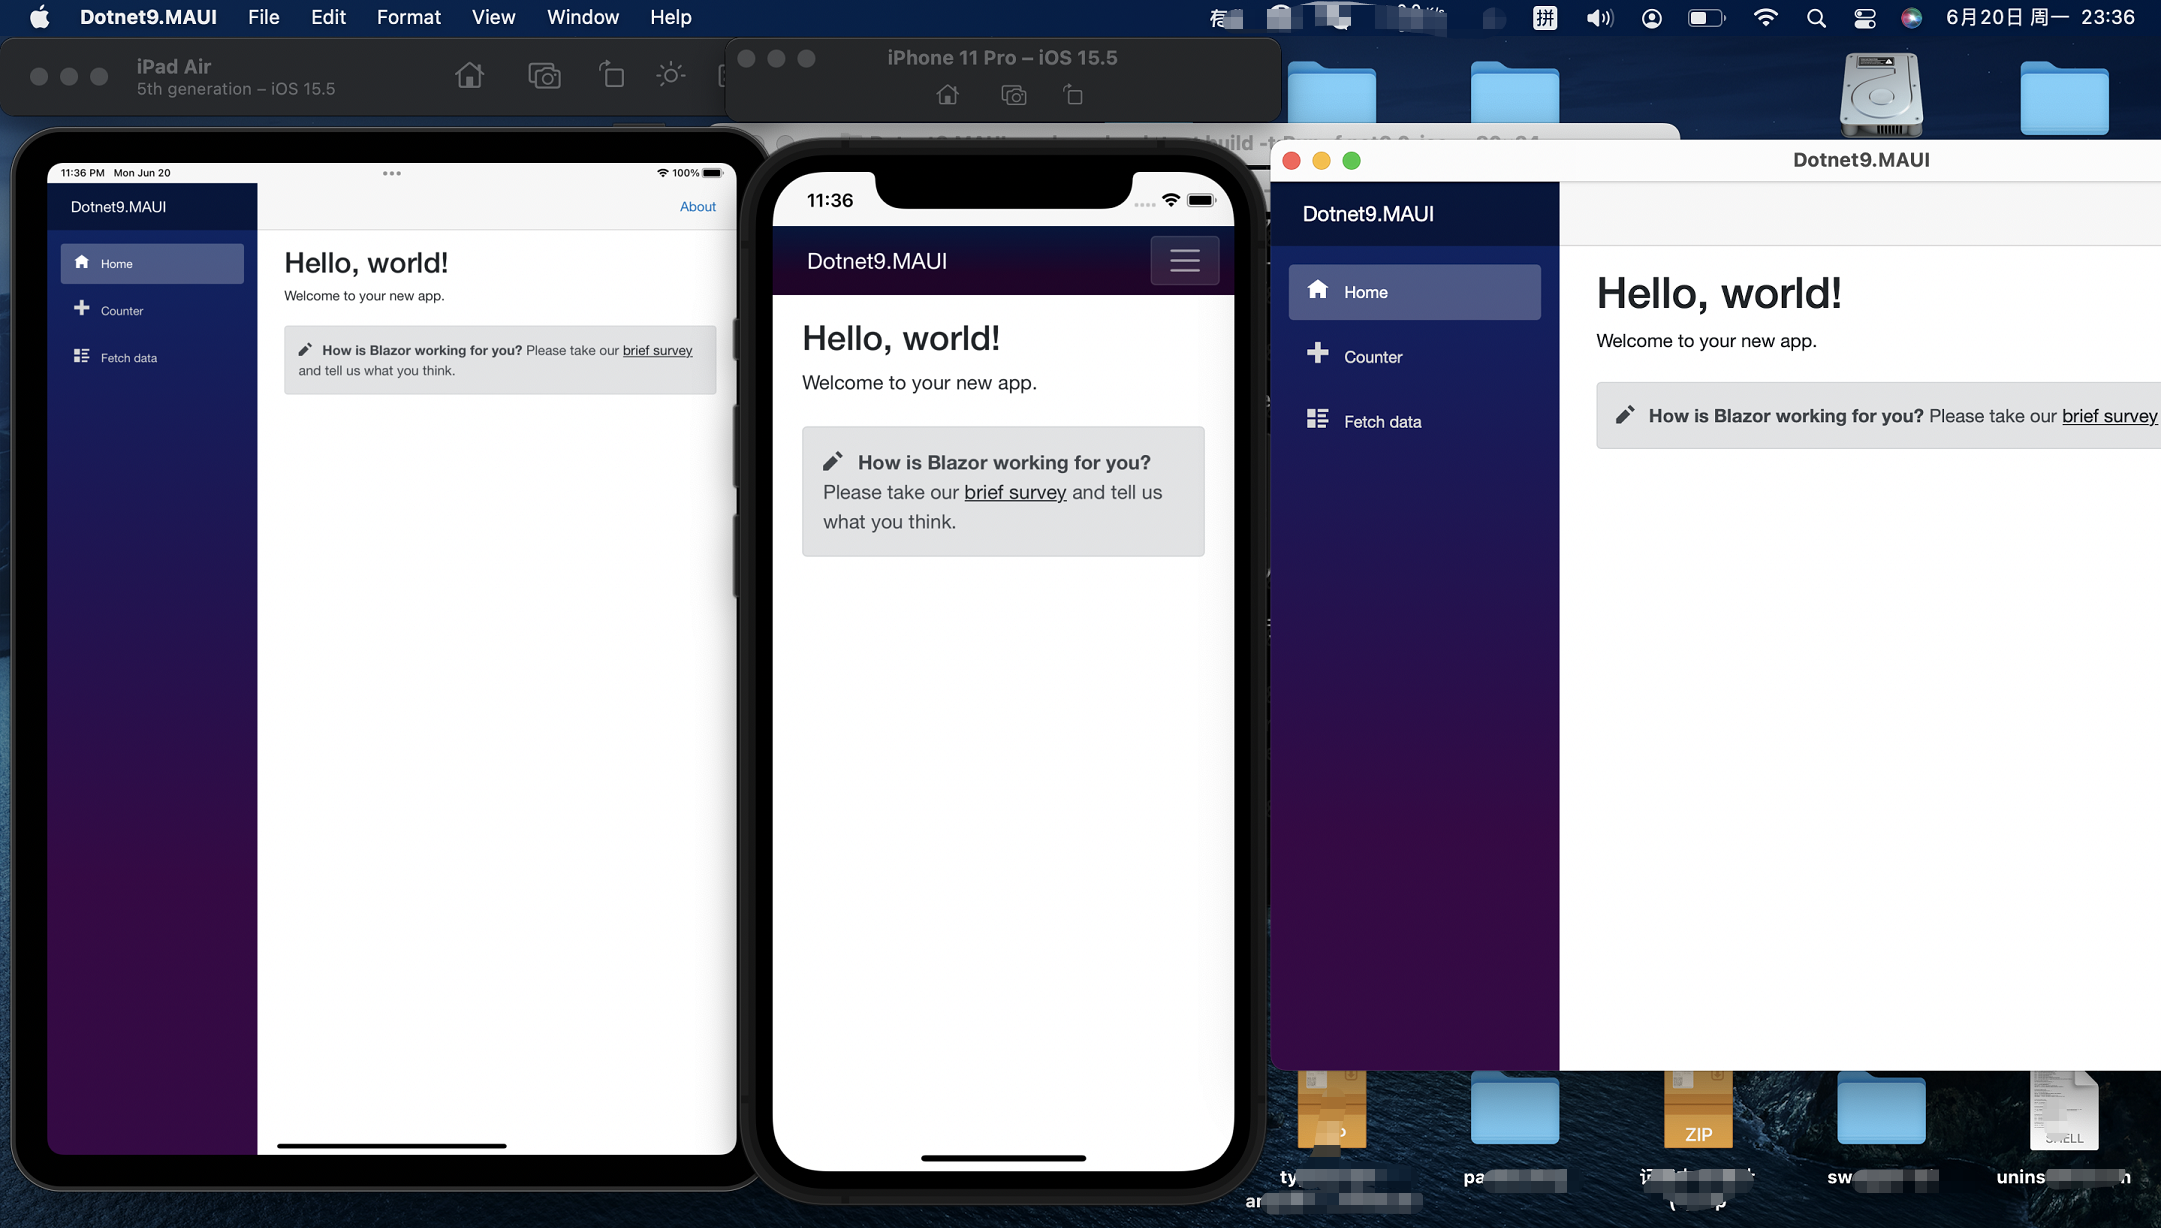 Dotnet9.MAUI File Edit Format View Window Help
拼
6月20日 周一 23:36
iPad Air
5th generation – iOS 15.5
iPhone 11 Pro – iOS 15.5
11:36 PM Mon Jun 20
100%
Dotnet9.MAUI
About
Home
Counter
Fetch data
Hello, world!
Welcome to your new app.
How is Blazor working for you? Please take our brief survey
and tell us what you think.
11:36
Dotnet9.MAUI
Hello, world!
Welcome to your new app.
How is Blazor working for you?
Please take our brief survey and tell us
what you think.
Dotnet9.MAUI
Dotnet9.MAUI
Home
Counter
Fetch data
Hello, world!
Welcome to your new app.
How is Blazor working for you? Please take our brief survey
ZIP